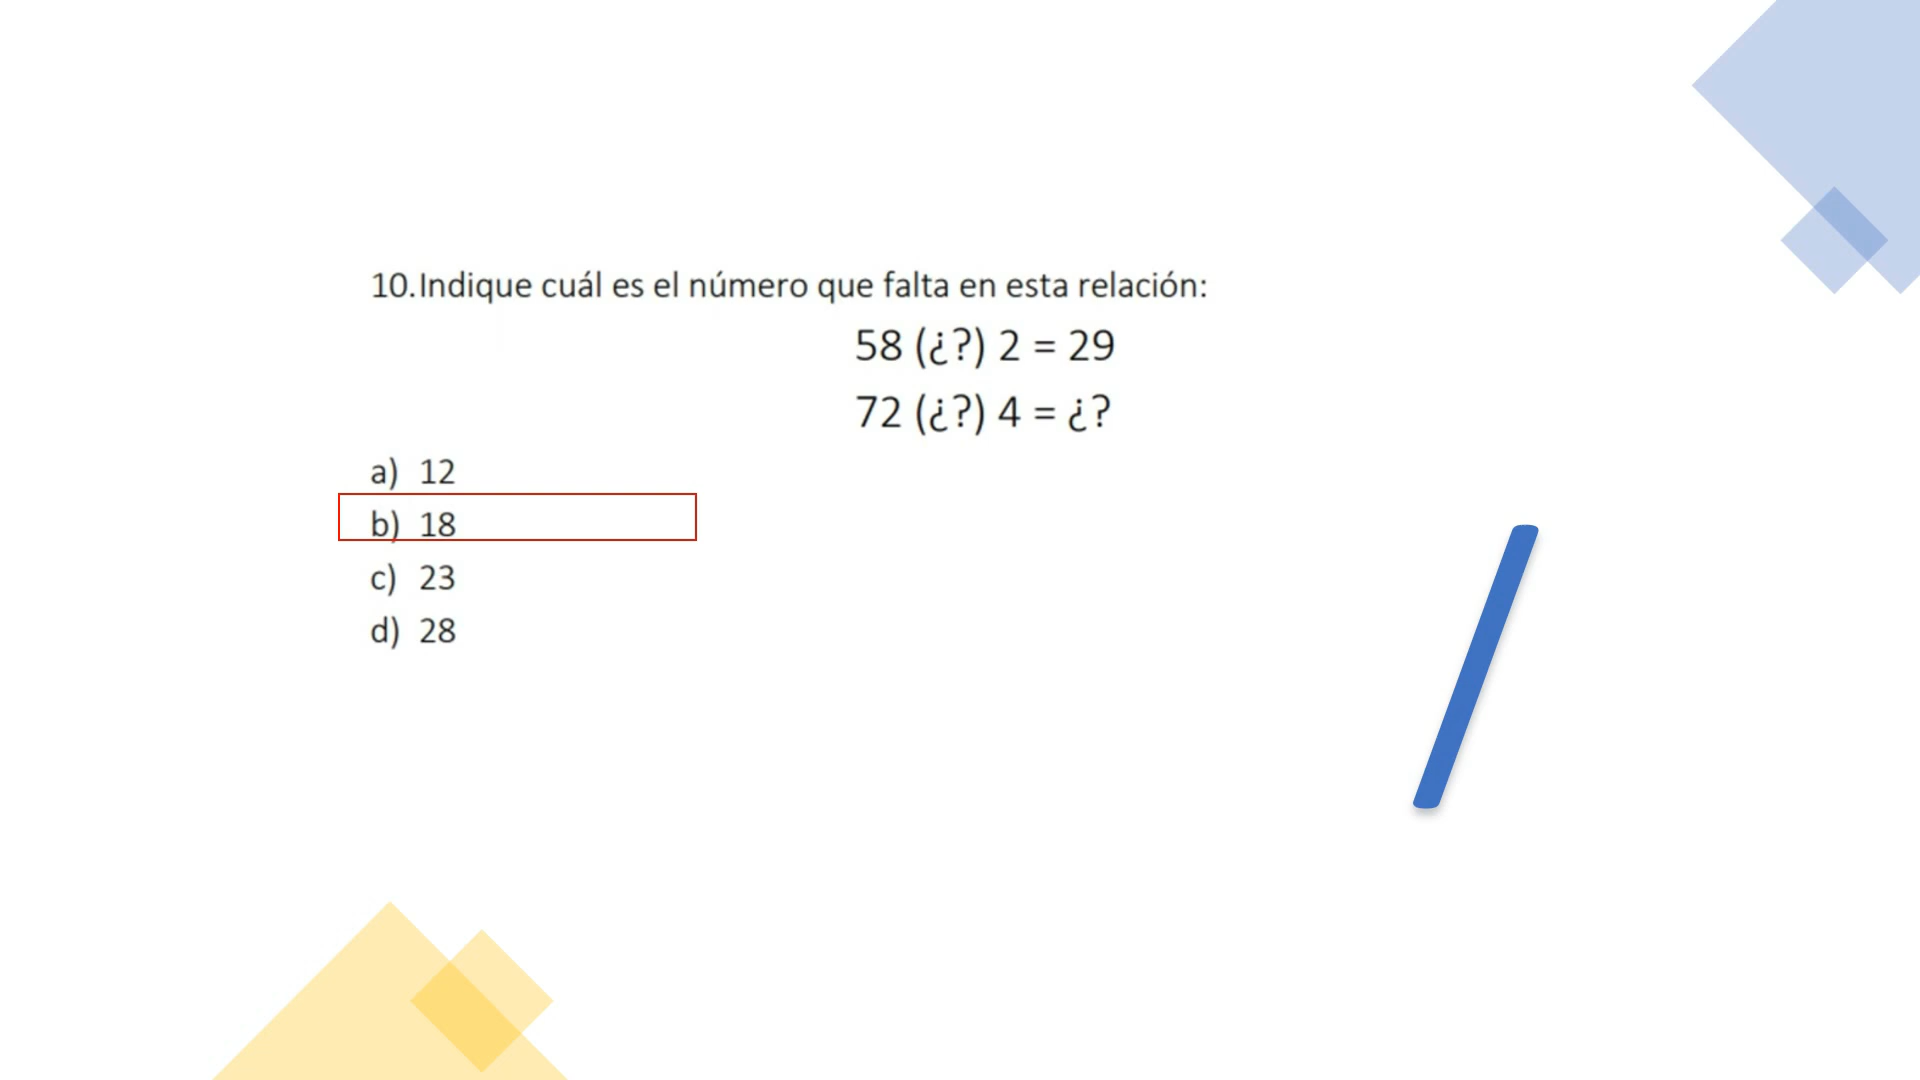 10.Indique cuál es el número que falta en esta relación:
58 (¿?) 2 = 29
72 (¿?) 4 = ¿?
a) 12
b) 18
c) 23
d) 28